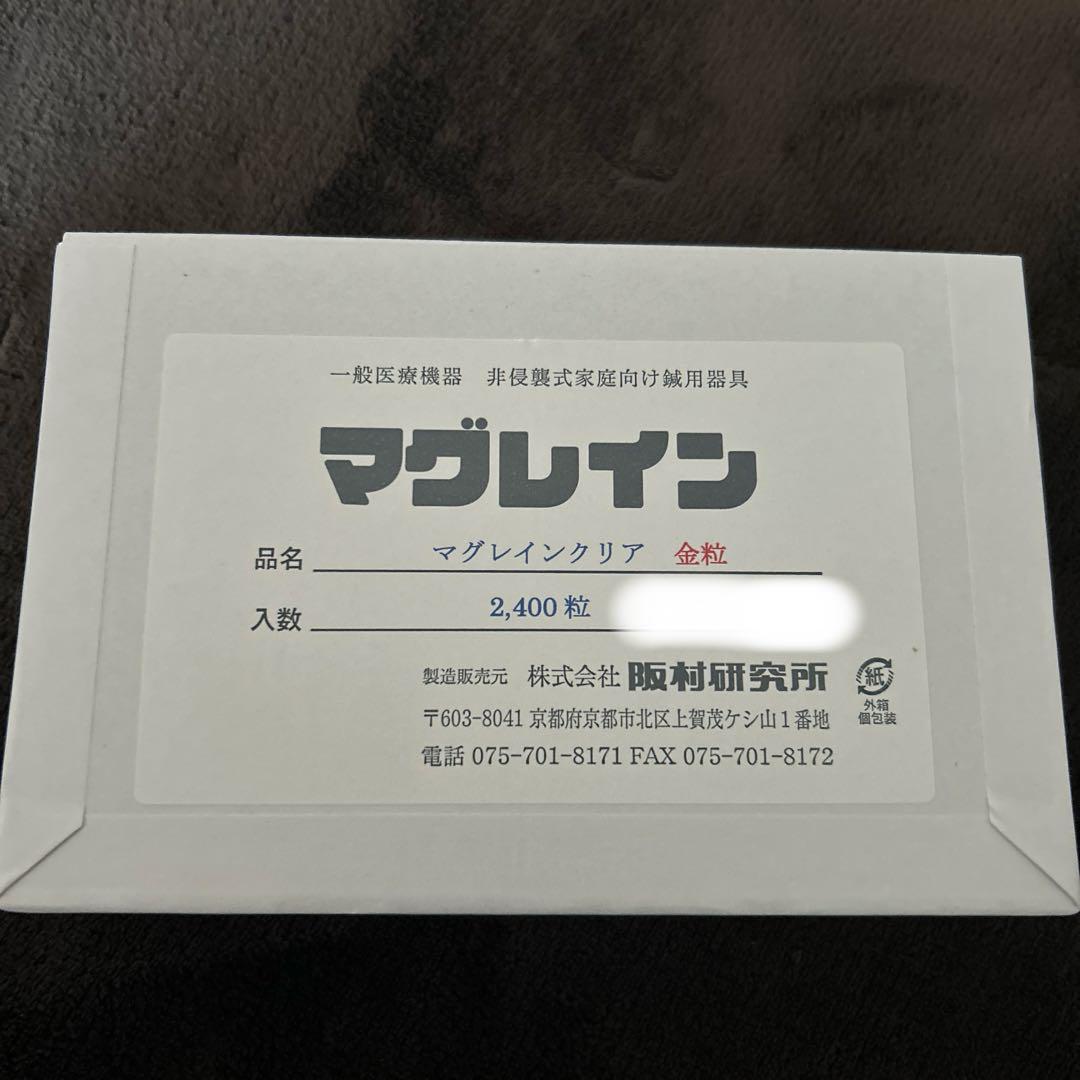 一般医療機器　非侵襲式家庭向け鍼用器具
マグレイン
品名　マグレインクリア　金粒
入数　2,400 粒
製造販売元　株式会社 阪村研究所
〒603-8041 京都府京都市北区上賀茂ケシ山1番地
電話 075-701-8171 FAX 075-701-8172
紙
外箱
個包装